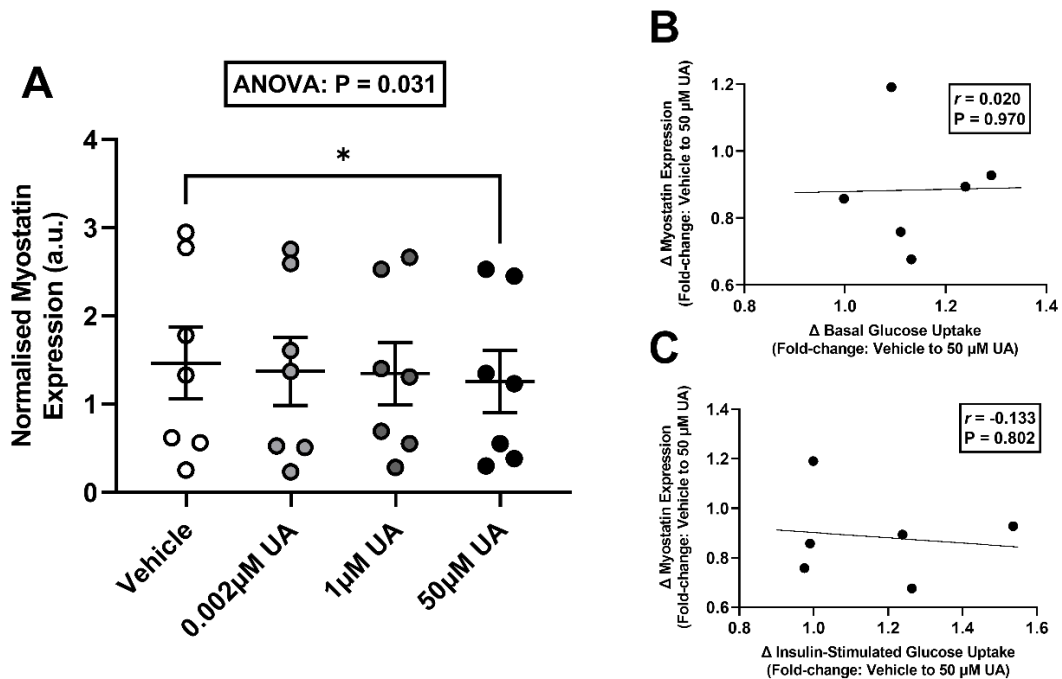 A
ANOVA: P = 0.031
*
Normalised Myostatin
Expression (a.u.)
4
3
2
1
0
Vehicle
0.002µM UA
1µM UA
50µM UA
B
r = 0.020
P = 0.970
Δ Myostatin Expression
(Fold-change: Vehicle to 50 µM UA)
1.2
1.0
0.8
0.6
0.8
1.0
1.2
1.4
Δ Basal Glucose Uptake
(Fold-change: Vehicle to 50 µM UA)
C
r = -0.133
P = 0.802
Δ Myostatin Expression
(Fold-change: Vehicle to 50 µM UA)
1.4
1.2
1.0
0.8
0.6
0.8
1.0
1.2
1.4
1.6
Δ Insulin-Stimulated Glucose Uptake
(Fold-change: Vehicle to 50 µM UA)